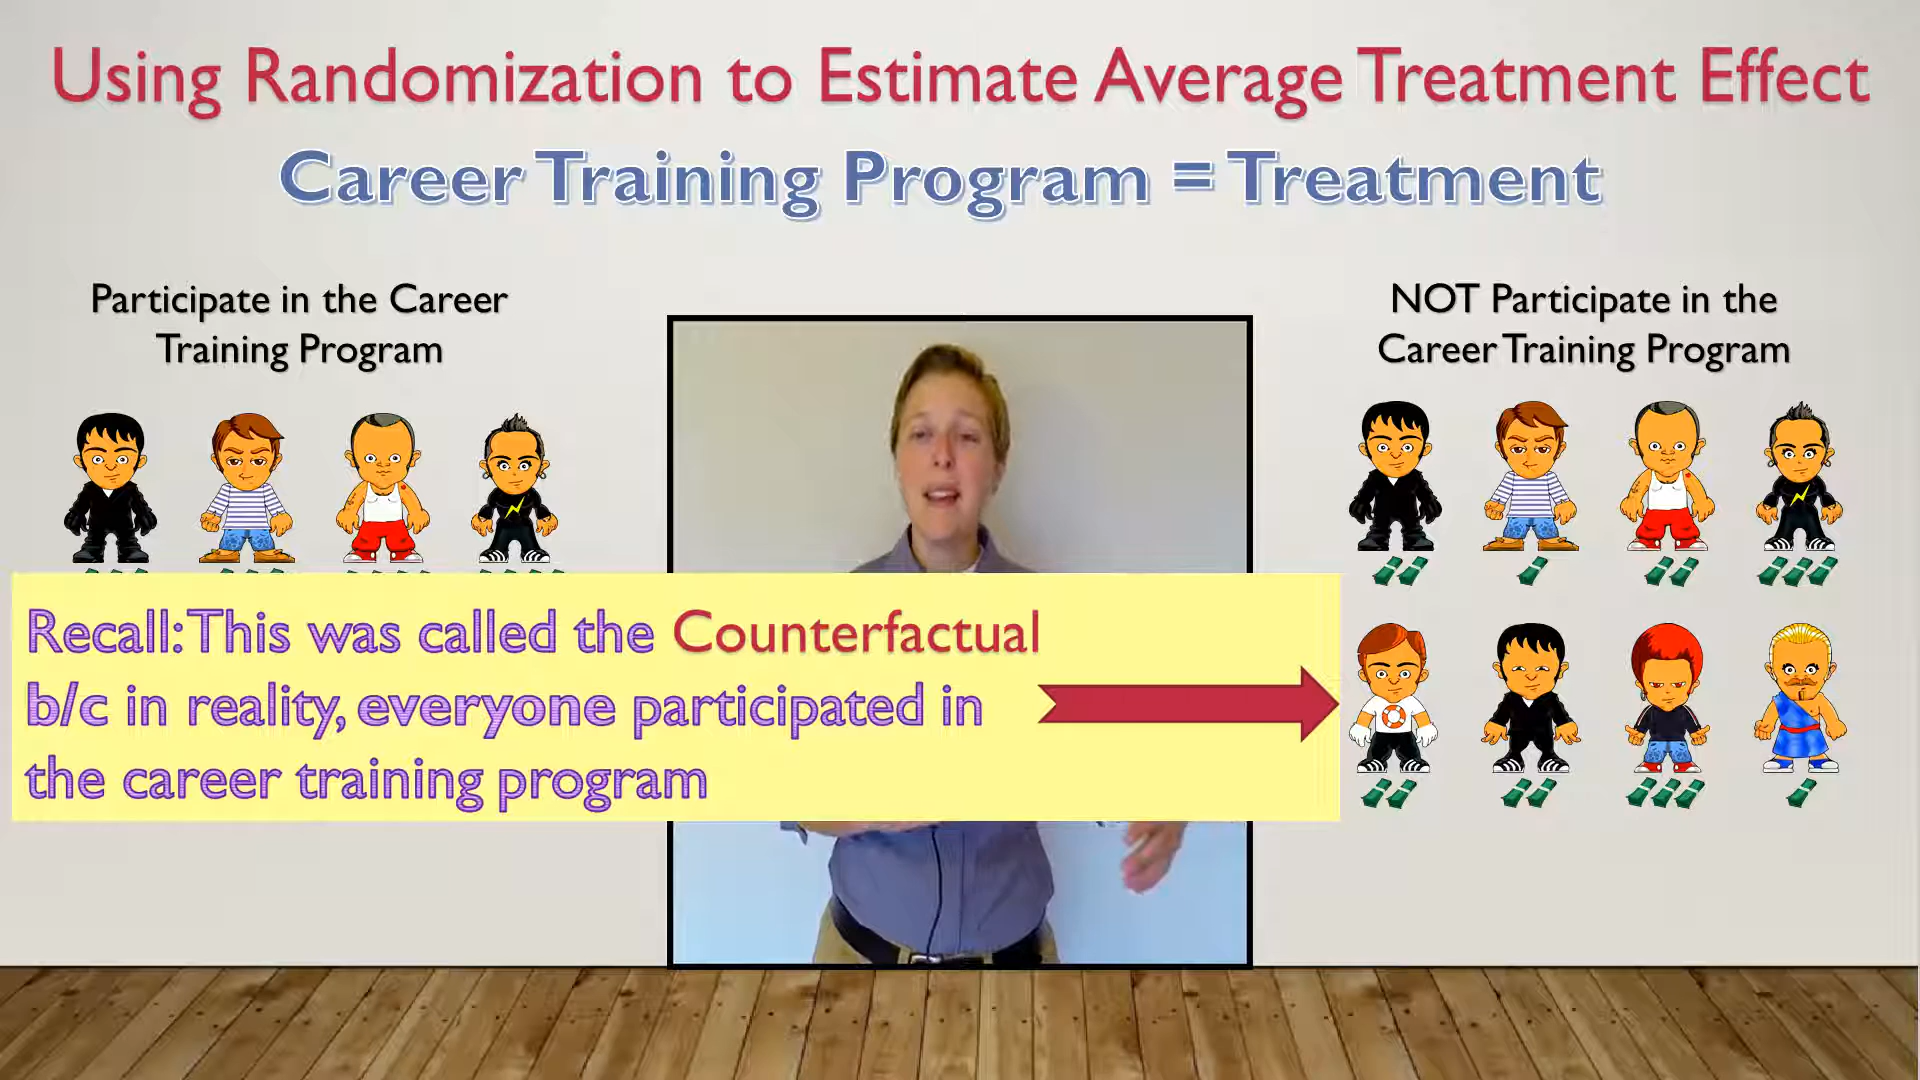 Using Randomization to Estimate Average Treatment Effect
Career Training Program = Treatment
Participate in the Career
Training Program
NOT Participate in the
Career Training Program
Recall: This was called the Counterfactual
b/c in reality, everyone participated in
the career training program